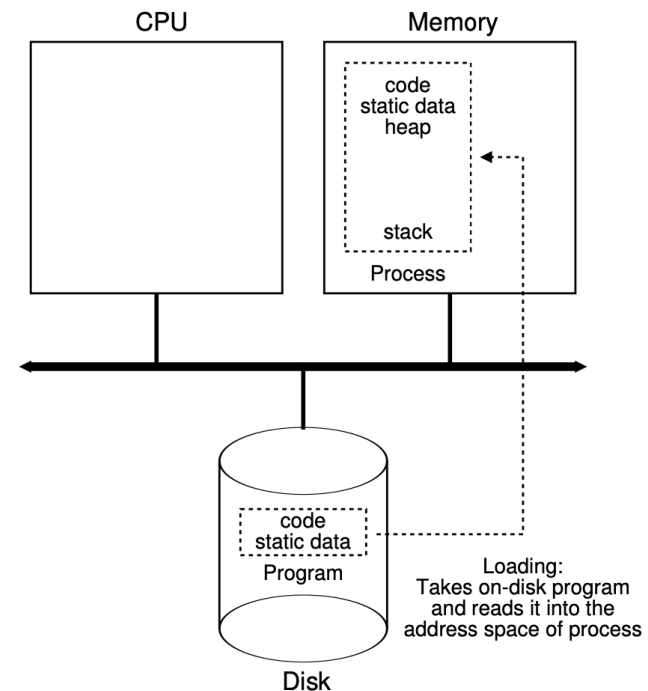 CPU
Memory
code
static data
heap
stack
Process
code
static data
Program
Loading:
Takes on-disk program
and reads it into the
address space of process
Disk